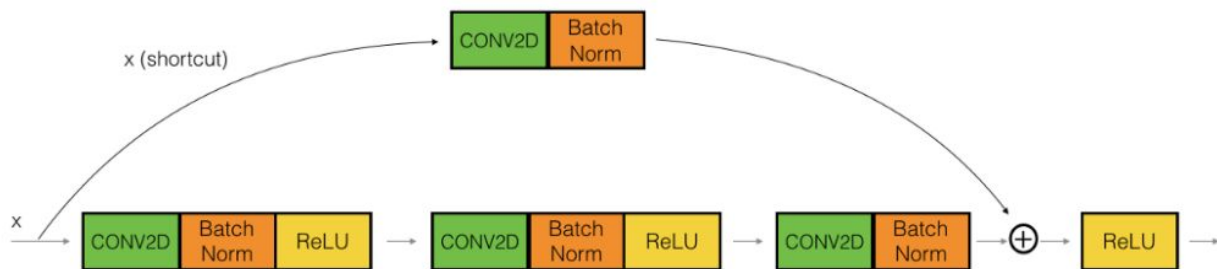 CONV2D
Batch
Norm
x (shortcut)
x
CONV2D
Batch
Norm
ReLU
CONV2D
Batch
Norm
ReLU
CONV2D
Batch
Norm
ReLU